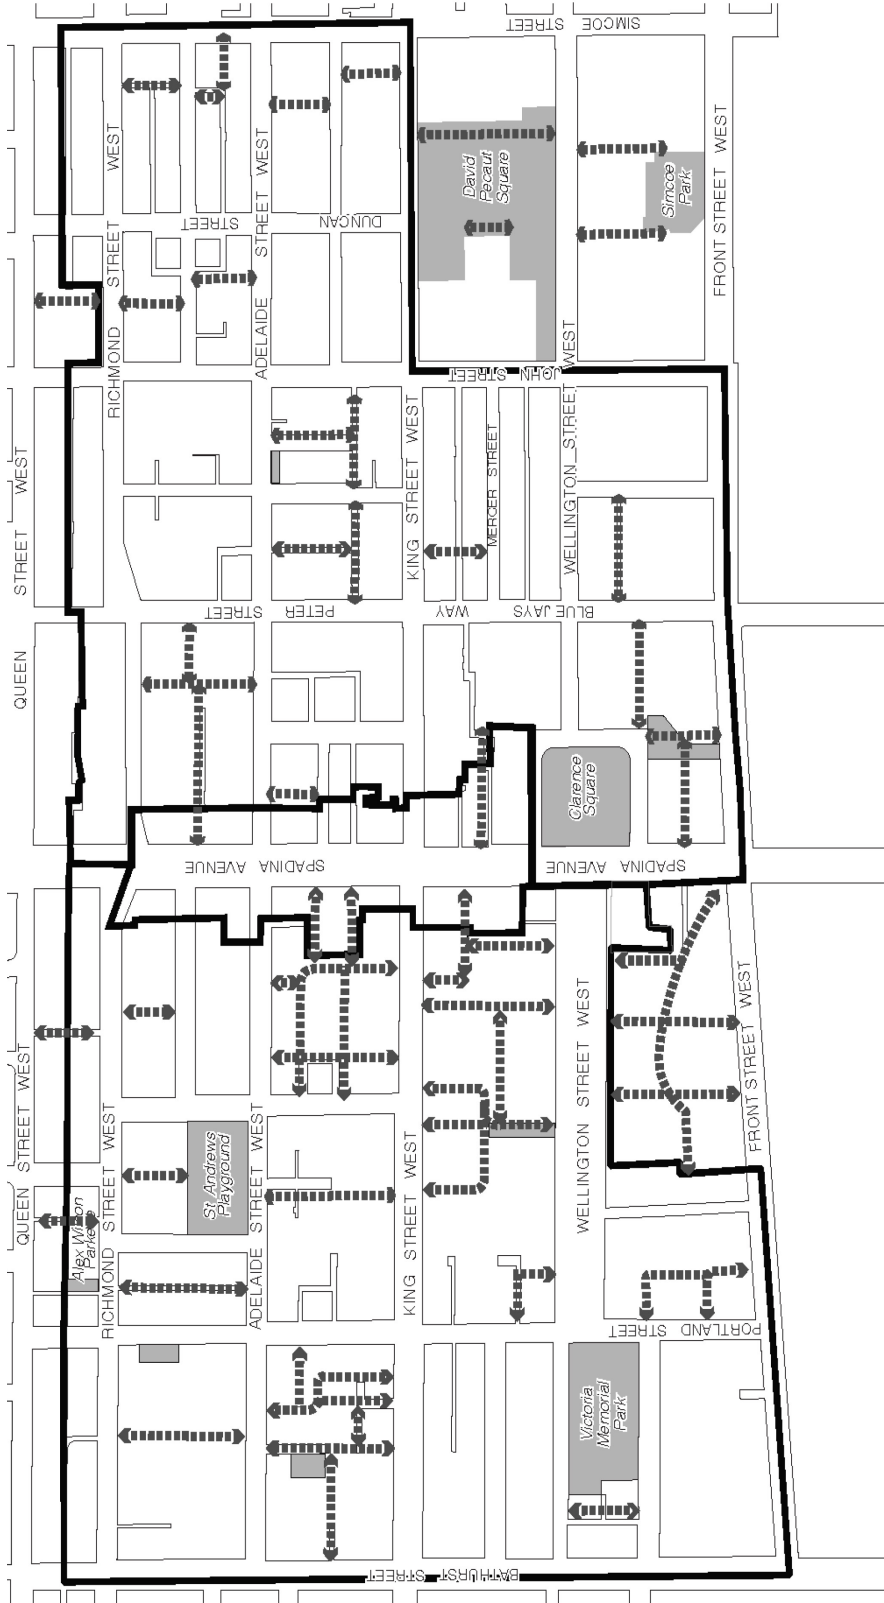 SIMCOE STREET
RICHMOND STREET WEST
ADELAIDE STREET WEST
DUNCAN STREET
David
Pecaut
Square
Simcoe
Park
FRONT STREET WEST
JOHN STREET
QUEEN STREET WEST
KING STREET WEST
MERCER STREET
WELLINGTON STREET WEST
PETER STREET
BLUE JAYS WAY
Clarence
Square
SPADINA AVENUE
SPADINA AVENUE
QUEEN STREET WEST
RICHMOND STREET WEST
ADELAIDE STREET WEST
KING STREET WEST
WELLINGTON STREET WEST
FRONT STREET WEST
St. Andrews
Playground
Alex Wilson
PORTLAND STREET
Victoria
Memorial
Park
BATHURST STREET